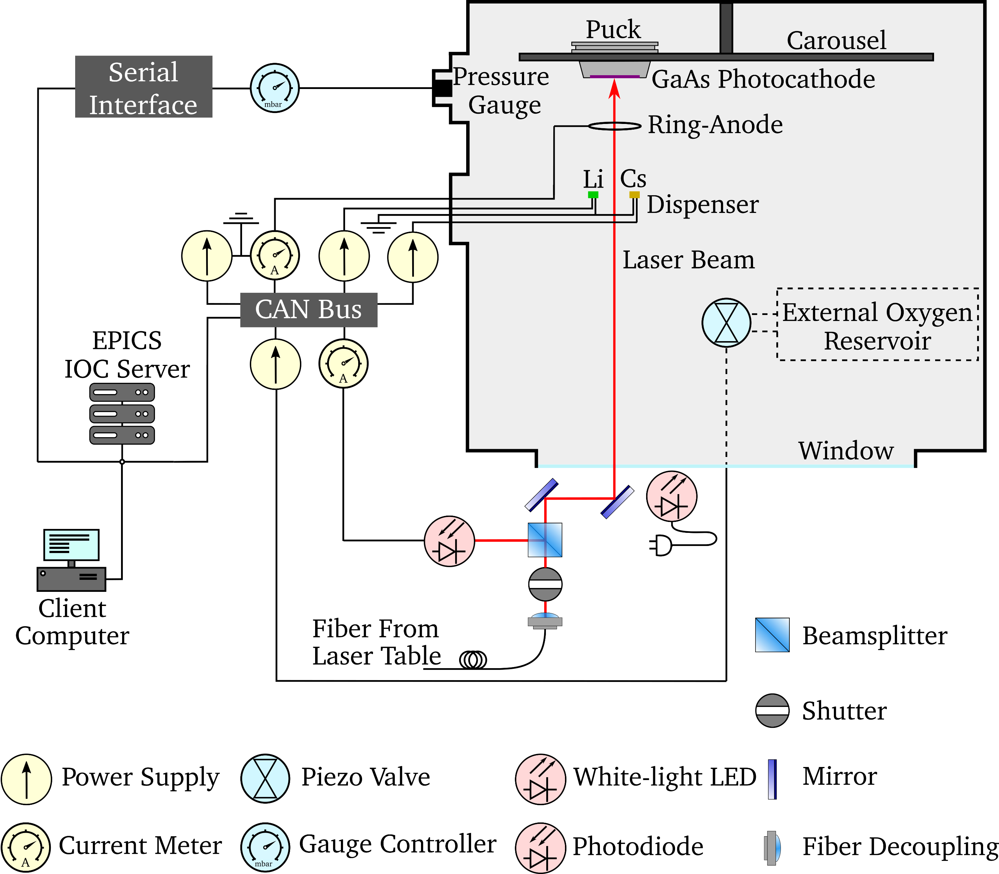 Puck
Carousel
Serial
Interface
mbar
Pressure
Gauge
GaAs Photocathode
Ring-Anode
Li
Cs
Dispenser
A
Laser Beam
CAN Bus
External Oxygen
Reservoir
EPICS
IOC Server
A
Window
Client
Computer
Fiber From
Laser Table
Beamsplitter
Shutter
Power Supply
Piezo Valve
White-light LED
Mirror
A
Current Meter
mbar
Gauge Controller
Photodiode
Fiber Decoupling